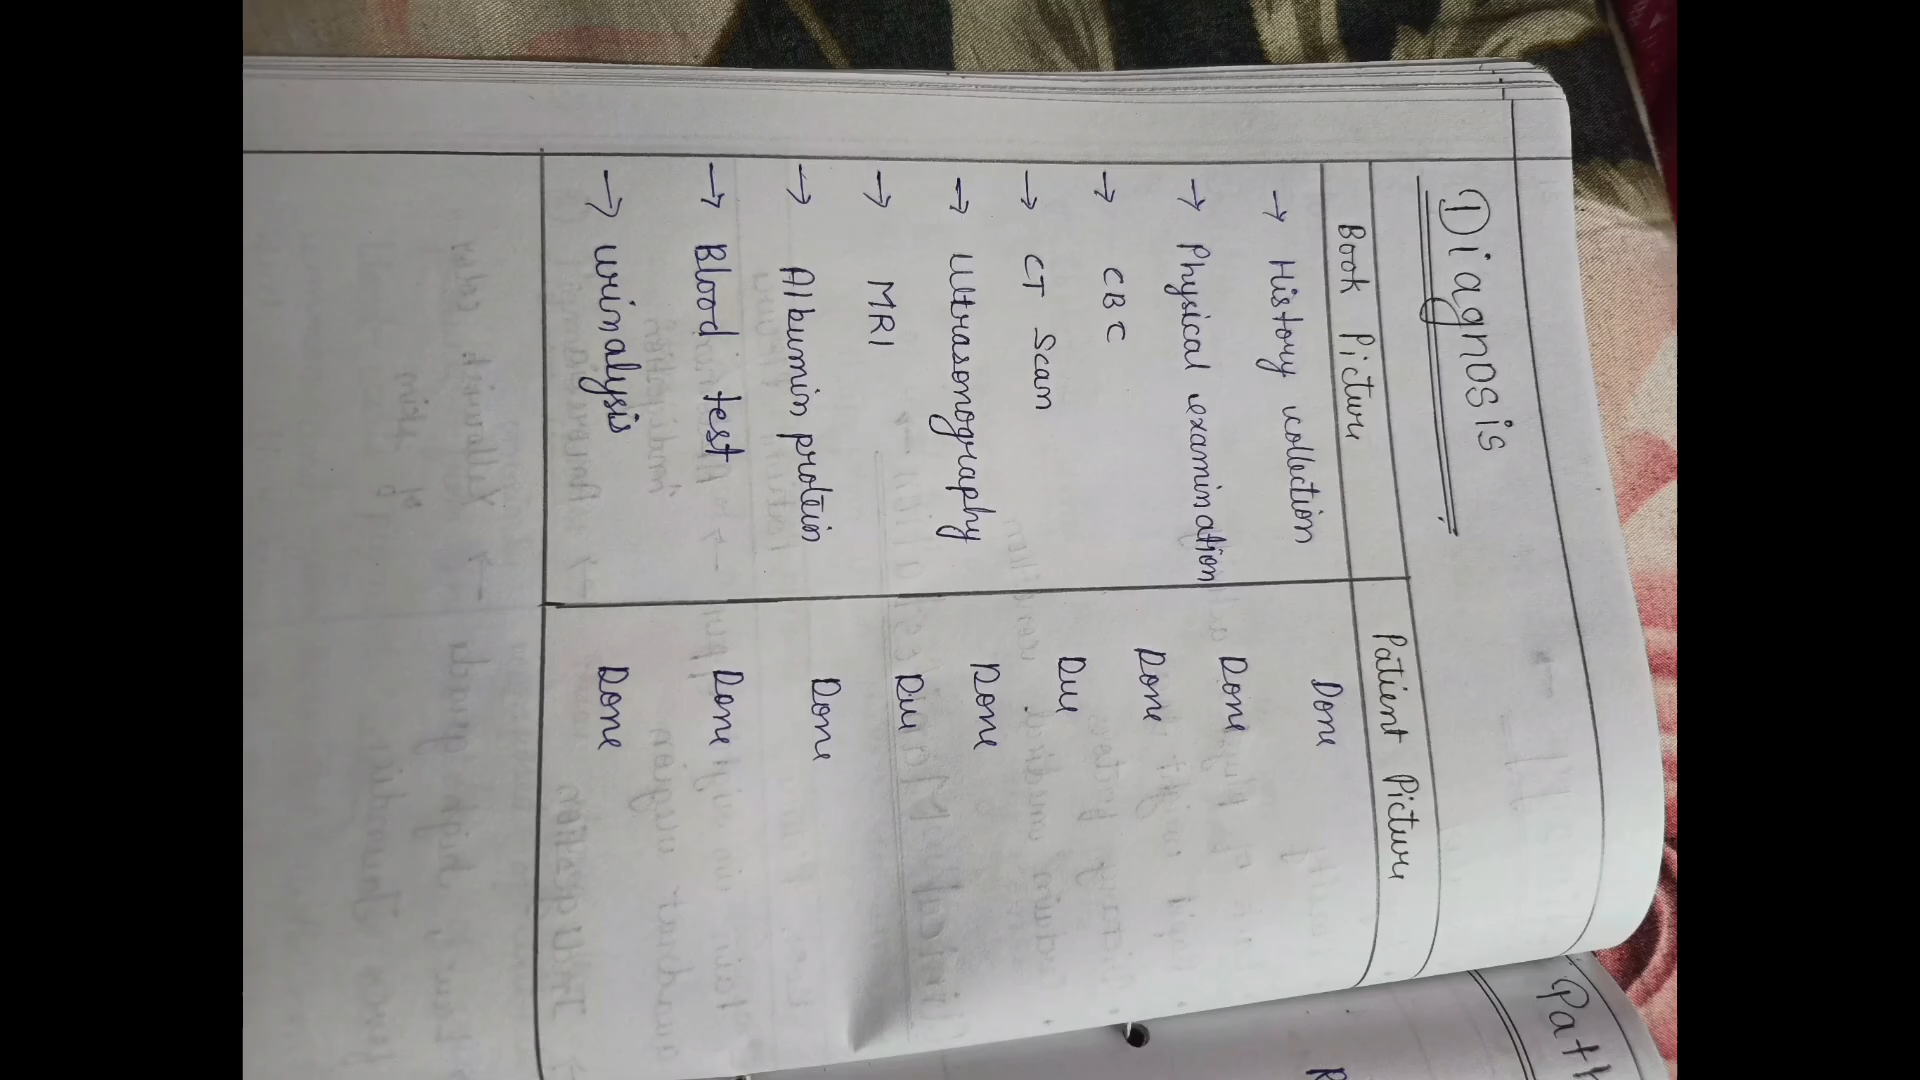 Diagnosis
Book Picture Patient Picture
→ History collection Done
→ Physical examination Done
→ CBC Done
→ CT Scan Due
→ Ultrasonography Done
→ MRI Due
→ Albumin protein Done
→ Blood test Done
→ Urinalysis Done
Path